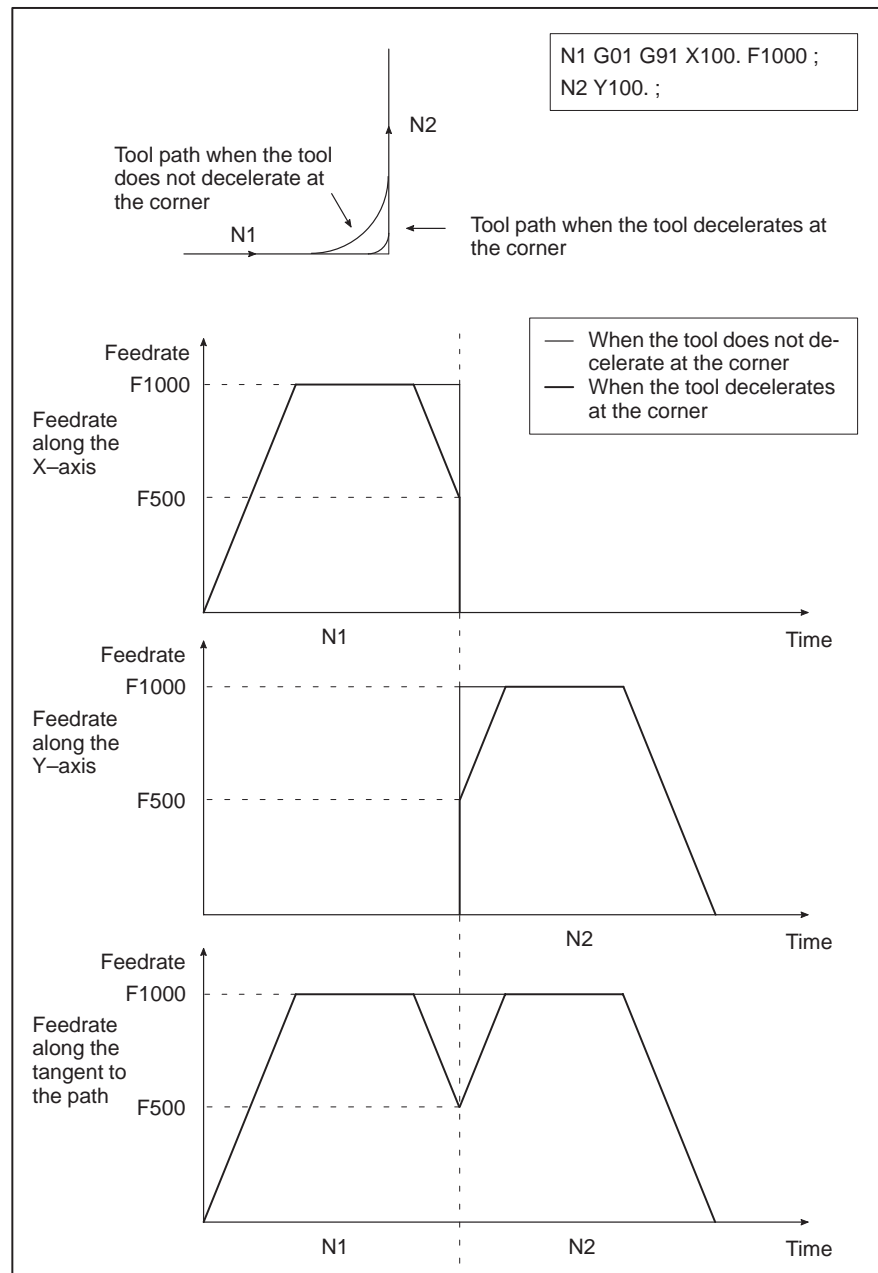 N1 G01 G91 X100. F1000 ;
N2 Y100. ;
N2
Tool path when the tool
does not decelerate at
the corner
N1
Tool path when the tool decelerates at
the corner
When the tool does not de-
celerate at the corner
When the tool decelerates
at the corner
Feedrate
F1000
Feedrate
along the
X–axis
F500
N1
Time
Feedrate
F1000
Feedrate
along the
Y–axis
F500
N2
Time
Feedrate
F1000
Feedrate
along the
tangent to
the path
F500
N1
N2
Time